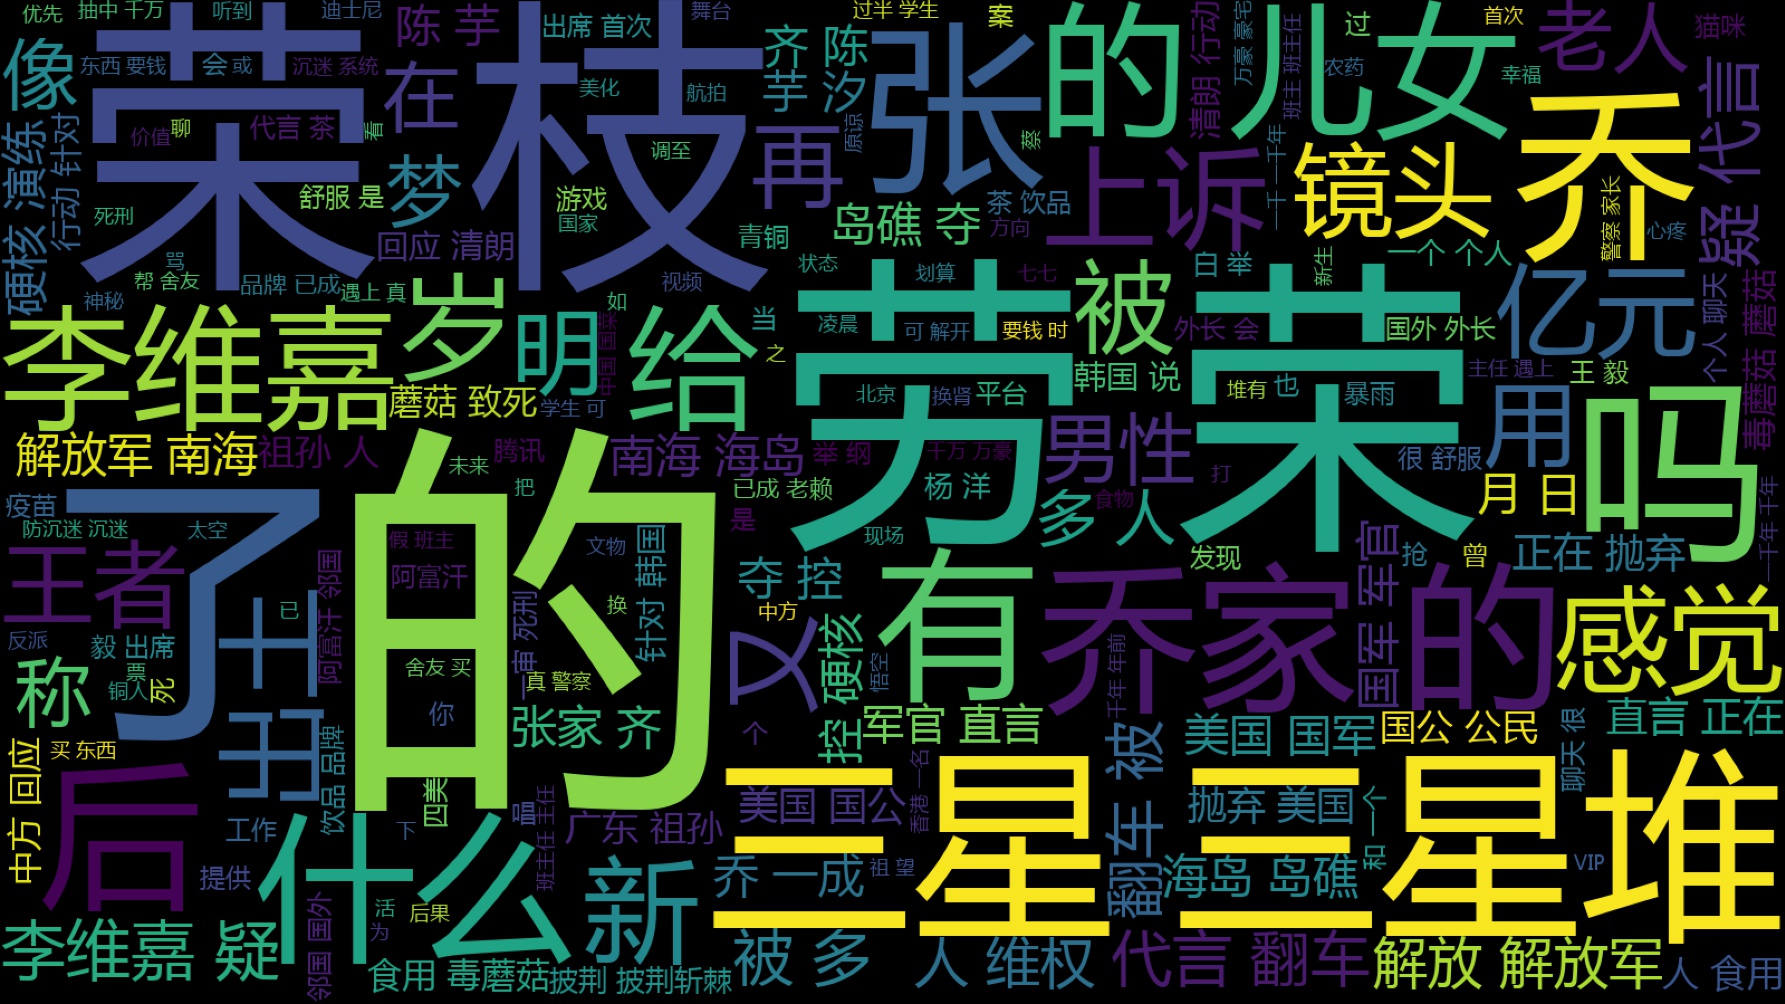 优先
抽中 千万
听到
迪士尼
陈 芋
出席 首次
舞台
过半 学生
案
的 儿女
过
首次
老人
猫咪
像
东西 要钱
会 或
沉迷 系统
荣 枝
在
美化
航拍
齐 陈
芋 汐
张
清朗 行动
万豪 豪宅
班主 班主任
农药
幸福
乔
代言
疑
硬核 演练
行动 针对
价值
聊
代言 茶
看
梦
调至
再
原谅
蔡
一千 千年
上诉
镜头
警察 家长
心疼
死刑
舒服 是
游戏
国家
岛礁 夺
茶 饮品
方向
骂
回应 清朗
青铜
状态
划算
七七
白 举
新生
一个 个人
神秘
帮 舍友
品牌 已成
遇上 真
视频
如
李维嘉
岁
明
中国 国菜
给
当
之
凌晨
可 解开
要钱 时
劳 荣
被
外长 会
国外 外长
亿元
个人 聊天
毒蘑菇 蘑菇
蘑菇 致死
学生 可
北京
换肾
平台
韩国 说
堆有
也
暴雨
主任 遇上
王 毅
用
吗
解放军 南海
祖孙 人
腾讯
未来
把
南海 海岛
举 纲
千万 万豪
男性
很 舒服
疫苗
防沉迷 沉迷
太空
了
的
已成 老赖
是
杨 洋
食物
打
多 人
月 日
一千年 千年
王者
阿富汗 邻国
假 班主
阿富汗
文物
针对 韩国
现场
夺 控
有
发现
国军 军官
抢
曾
正在 抛弃
反派
毅 出席
票
铜人
死
已
十
一审 死刑
换
中方
又
硬核
控
悟空
乔家 的
千年 年前
感觉
称
舍友 买
真 警察
你
张家 齐
个
军官 直言
美国 国军
国公 公民
直言 正在
中方 回应
买 东西
后
出
饮品 品牌
四美
唱
班主任 主任
美国 国公
香港 一名
翻车 被
抛弃 美国
和 一个
聊天 很
三星 三星堆
工作
下
广东 祖孙
提供
什么
新
乔 一成
祖 望
海岛 岛礁
VIP
李维嘉 疑
邻国 国外
活
为
后果
食用 毒蘑菇
披荆 披荆斩棘
被 多
人 维权
代言 翻车
解放 解放军
人 食用